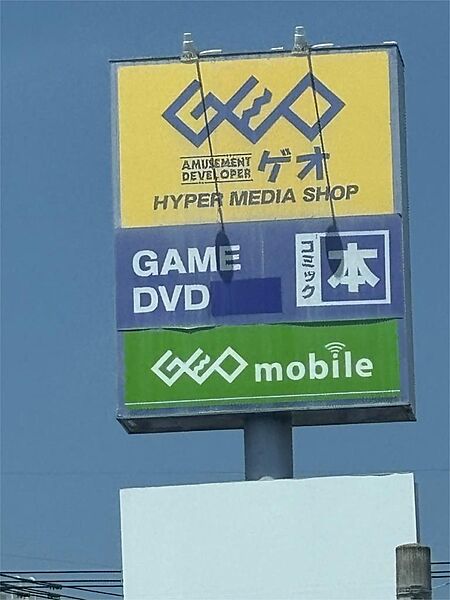 GEO
AMUSEMENT
DEVELOPER
ゲオ
HYPER MEDIA SHOP
GAME
DVD
コミック
本
GEO mobile